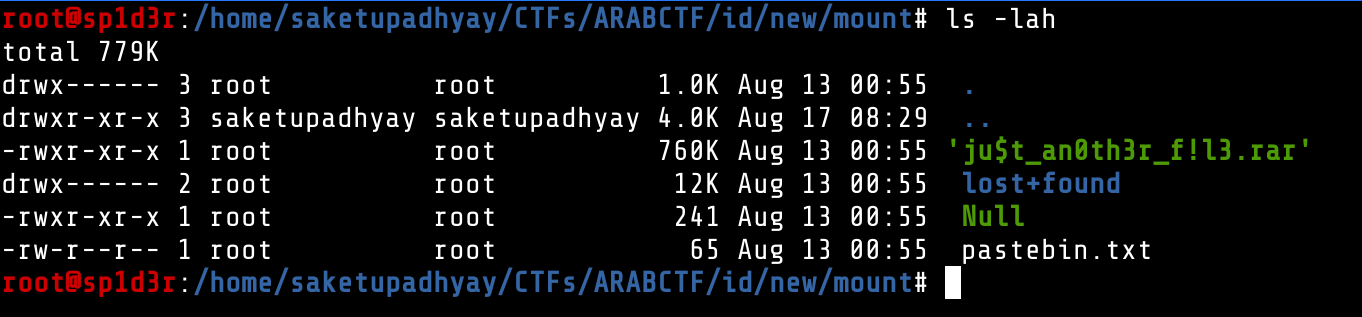 root@sp1d3r:/home/saketupadhyay/CTFs/ARABCTF/id/new/mount# ls -lah
total 779K
drwx------ 3 root          root          1.0K Aug 13 00:55  .
drwxr-xr-x 3 saketupadhyay saketupadhyay 4.0K Aug 17 08:29  ..
-rwxr-xr-x 1 root          root          760K Aug 13 00:55 'ju$t_an0th3r_f!l3.rar'
drwx------ 2 root          root           12K Aug 13 00:55  lost+found
-rwxr-xr-x 1 root          root           241 Aug 13 00:55  Null
-rw-r--r-- 1 root          root            65 Aug 13 00:55  pastebin.txt
root@sp1d3r:/home/saketupadhyay/CTFs/ARABCTF/id/new/mount#